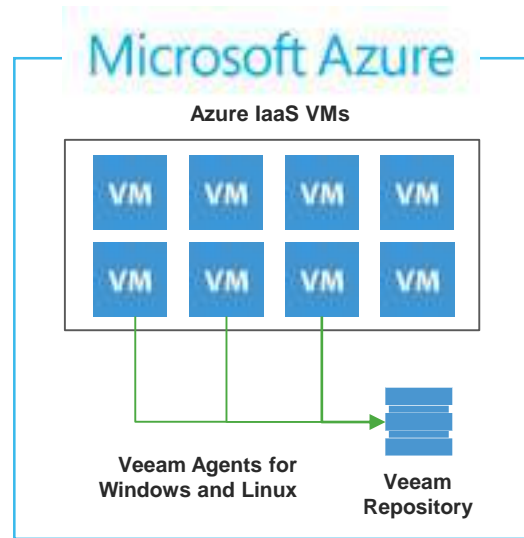 Microsoft Azure
Azure IaaS VMs
VM VM VM VM
VM VM VM VM
Veeam Agents for
Windows and Linux
Veeam
Repository